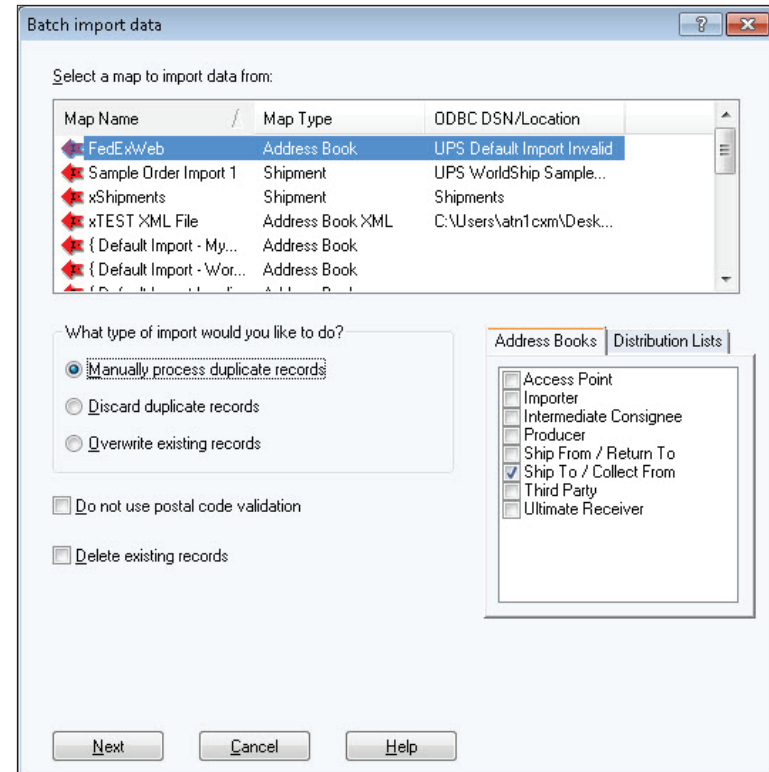 Batch import data
Select a map to import data from:
Map Name Map Type ODBC DSN/Location
FedExWeb Address Book UPS Default Import Invalid
Sample Order Import 1 Shipment UPS WorldShip Sample...
xShipments Shipment Shipments
xTEST XML File Address Book XML C:\Users\atn1cxm\Desk...
{ Default Import - My... Address Book
{ Default Import - Wor... Address Book
What type of import would you like to do?
Manually process duplicate records
Discard duplicate records
Overwrite existing records
Do not use postal code validation
Delete existing records
Address Books Distribution Lists
Access Point
Importer
Intermediate Consignee
Producer
Ship From / Return To
Ship To / Collect From
Third Party
Ultimate Receiver
Next Cancel Help